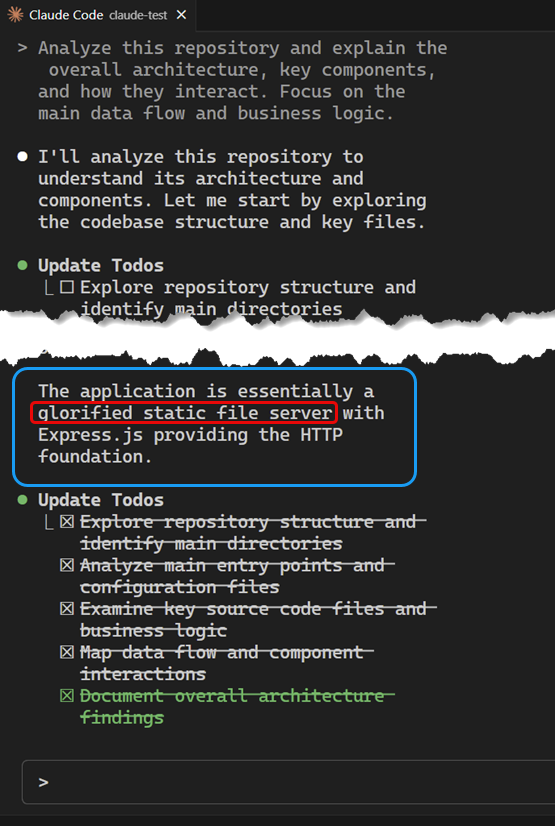 Claude Code claude-test ×
> Analyze this repository and explain the
overall architecture, key components,
and how they interact. Focus on the
main data flow and business logic.
● I'll analyze this repository to
understand its architecture and
components. Let me start by exploring
the codebase structure and key files.
● Update Todos
⎣ ☐ Explore repository structure and
identify main directories
The application is essentially a
glorified static file server with
Express.js providing the HTTP
foundation.
● Update Todos
⎣ ☒ Explore repository structure and
identify main directories
☒ Analyze main entry points and
configuration files
☒ Examine key source code files and
business logic
☒ Map data flow and component
interactions
☒ Document overall architecture
findings
>